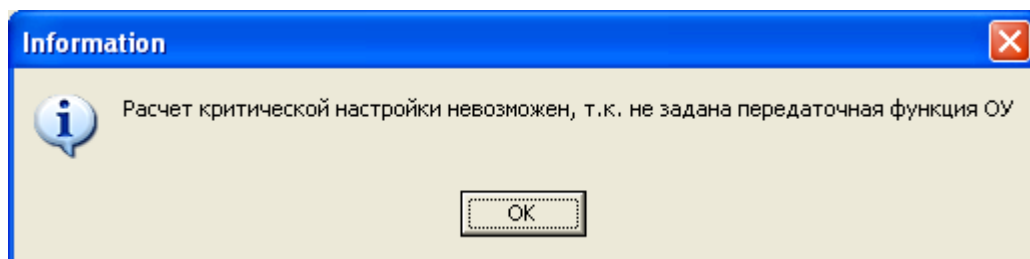 Information
Расчет критической настройки невозможен, т.к. не задана передаточная функция ОУ
OK